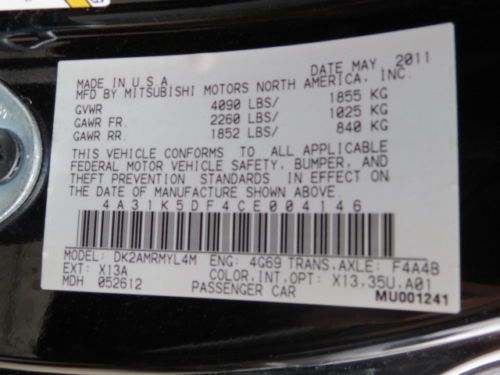 DATE MAY 2011
MADE IN U.S.A
MFD BY MITSUBISHI MOTORS NORTH AMERICA, INC.
GVWR 4090 LBS/ 1855 KG
GAWR FR. 2260 LBS/ 1025 KG
GAWR RR. 1852 LBS/ 840 KG
THIS VEHICLE CONFORMS TO ALL APPLICABLE
FEDERAL MOTOR VEHICLE SAFETY, BUMPER, AND
THEFT PREVENTION STANDARDS IN EFFECT ON
THE DATE OF MANUFACTURE SHOWN ABOVE.
4A31K5DF4CE004146
MODEL: DK2AMRMYL4M ENG: 4G69 TRANS. AXLE: F4A4B
EXT: X13A COLOR, INT. OPT: X13.35U.A01
MDH 052612 PASSENGER CAR
MU001241